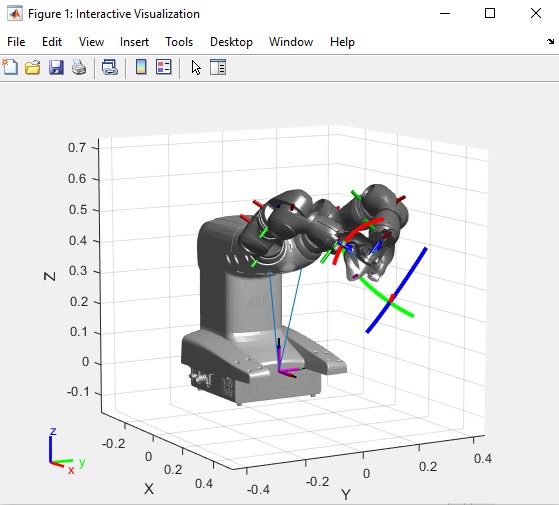 Figure 1: Interactive Visualization
File Edit View Insert Tools Desktop Window Help
0.7
0.6
0.5
0.4
0.3
0.2
0.1
0
-0.1
Z
-0.2
0
0.2
0.4
X
-0.4
-0.2
0
0.2
0.4
Y
z
y
x